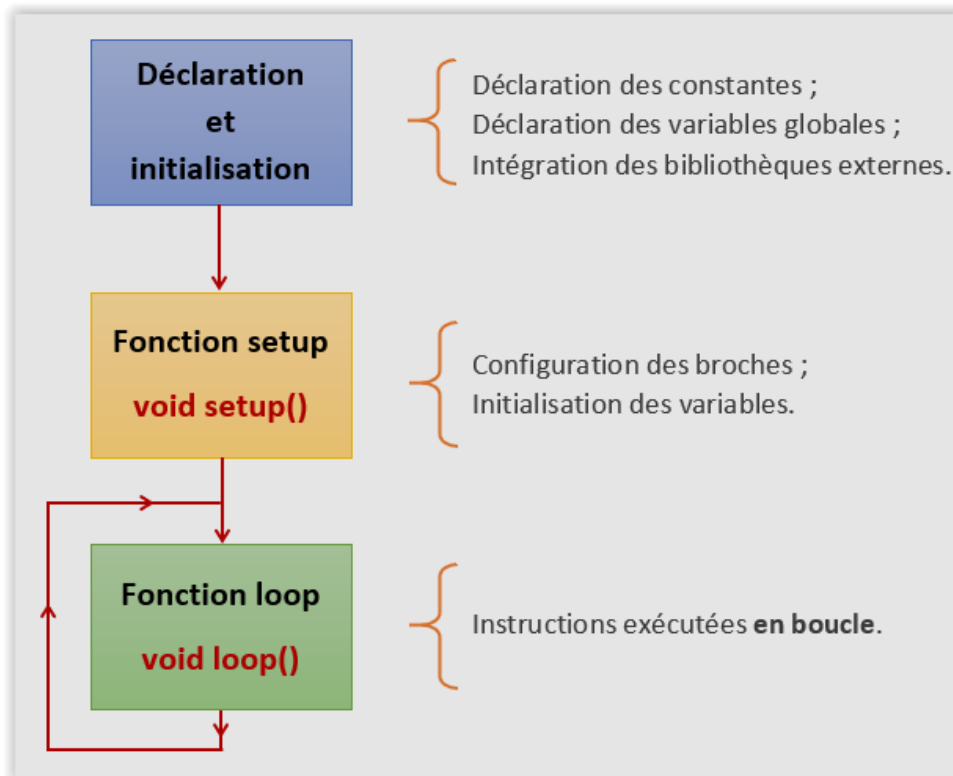 Déclaration
et
initialisation
Déclaration des constantes ;
Déclaration des variables globales ;
Intégration des bibliothèques externes.
Fonction setup
void setup()
Configuration des broches ;
Initialisation des variables.
Fonction loop
void loop()
Instructions exécutées en boucle.